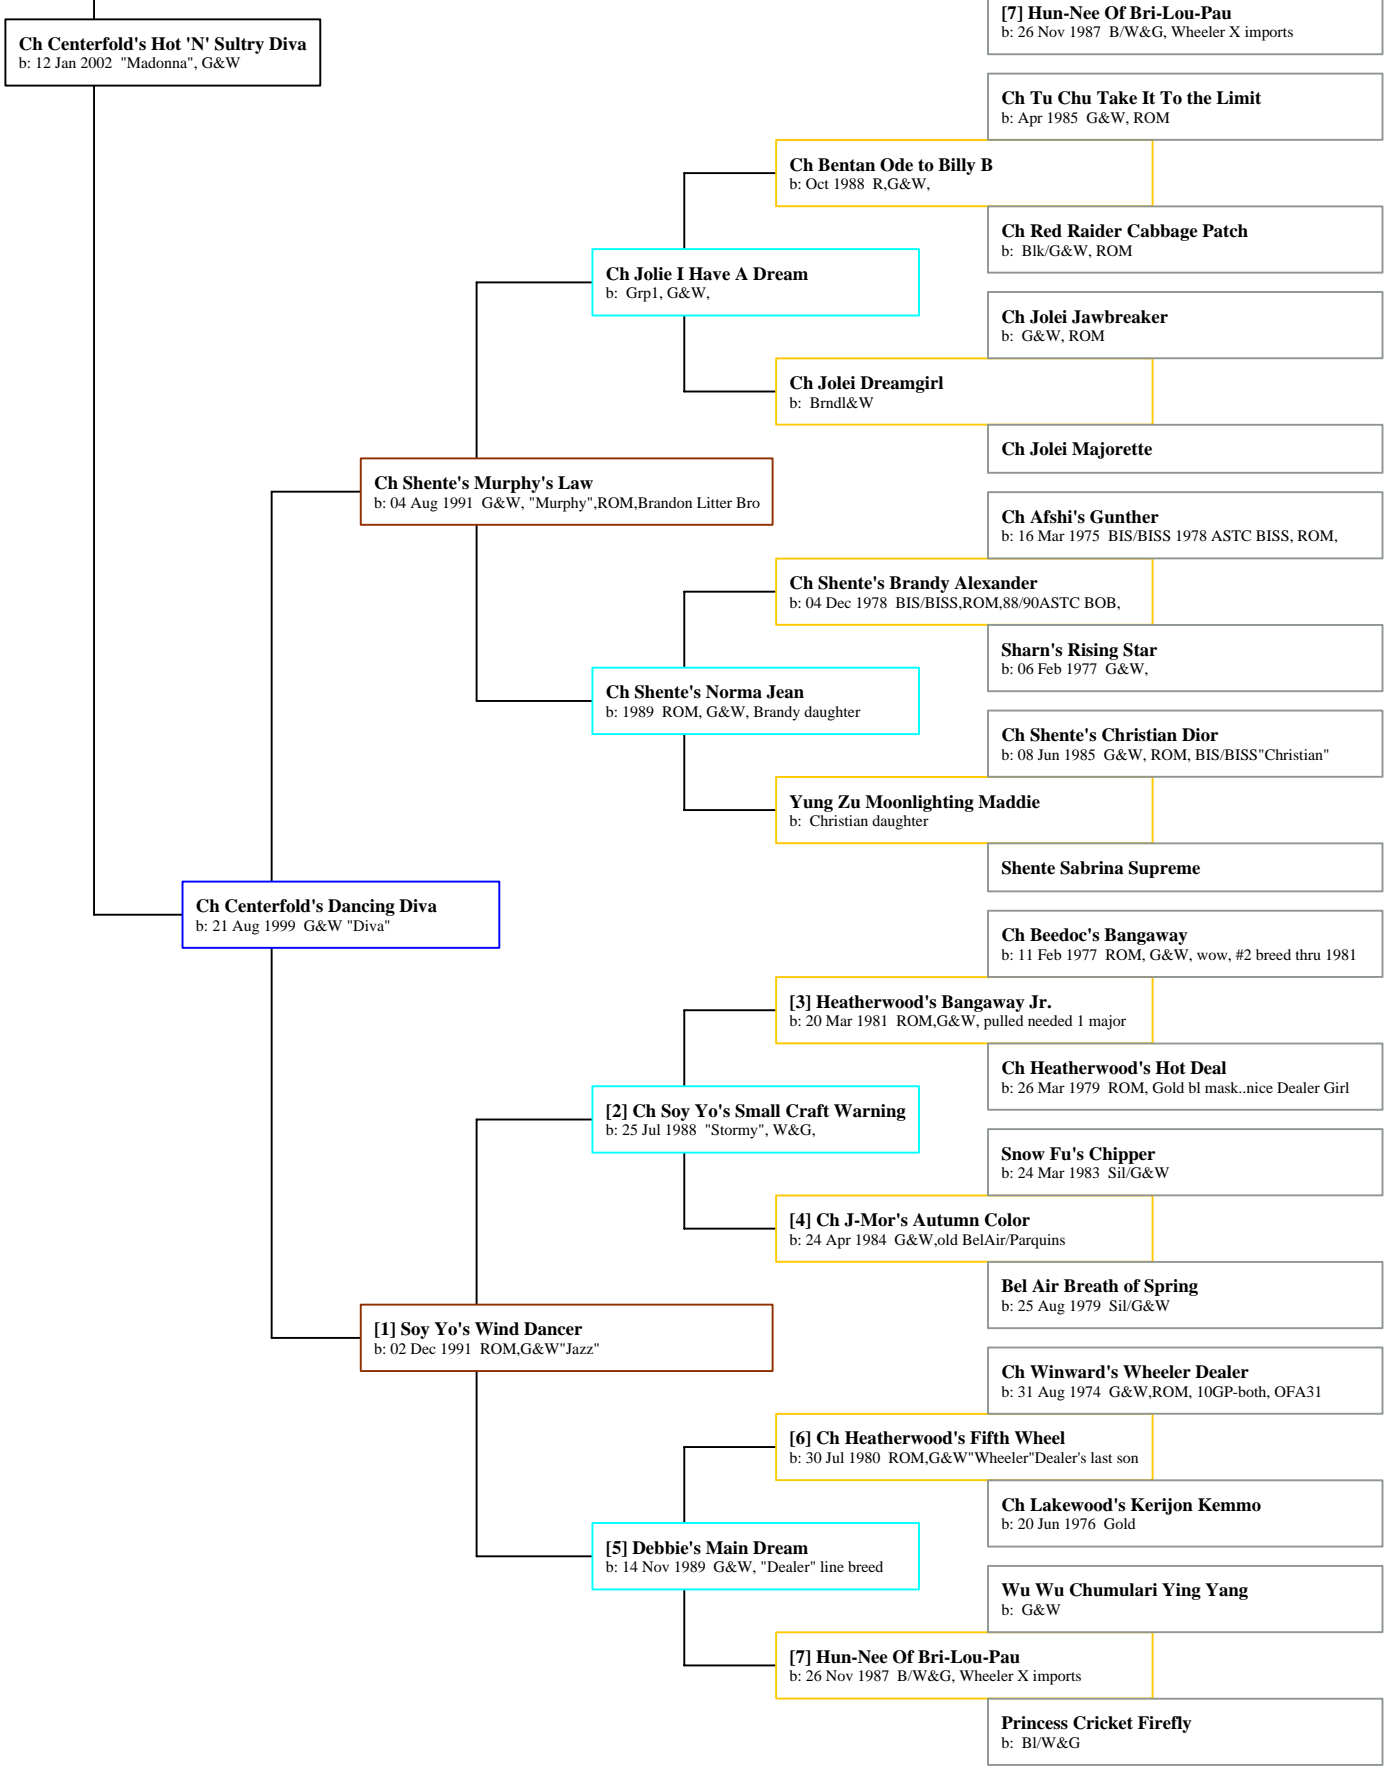 [7] Hun-Nee Of Bri-Lou-Pau
b: 26 Nov 1987 B/W&G, Wheeler X imports
Ch Centerfold's Hot 'N' Sultry Diva
b: 12 Jan 2002 "Madonna", G&W
Ch Tu Chu Take It To the Limit
b: Apr 1985 G&W, ROM
Ch Bentan Ode to Billy B
b: Oct 1988 R,G&W,
Ch Red Raider Cabbage Patch
b: Blk/G&W, ROM
Ch Jolie I Have A Dream
b: Grp1, G&W,
Ch Jolei Jawbreaker
b: G&W, ROM
Ch Jolei Dreamgirl
b: Brndl&W
Ch Jolei Majorette
Ch Shente's Murphy's Law
b: 04 Aug 1991 G&W, "Murphy",ROM,Brandon Litter Bro
Ch Afshi's Gunther
b: 16 Mar 1975 BIS/BISS 1978 ASTC BISS, ROM,
Ch Shente's Brandy Alexander
b: 04 Dec 1978 BIS/BISS,ROM,88/90ASTC BOB,
Sharn's Rising Star
b: 06 Feb 1977 G&W,
Ch Shente's Norma Jean
b: 1989 ROM, G&W, Brandy daughter
Ch Shente's Christian Dior
b: 08 Jun 1985 G&W, ROM, BIS/BISS"Christian"
Yung Zu Moonlighting Maddie
b: Christian daughter
Shente Sabrina Supreme
Ch Centerfold's Dancing Diva
b: 21 Aug 1999 G&W "Diva"
Ch Beedoc's Bangaway
b: 11 Feb 1977 ROM, G&W, wow, #2 breed thru 1981
[3] Heatherwood's Bangaway Jr.
b: 20 Mar 1981 ROM,G&W, pulled needed 1 major
Ch Heatherwood's Hot Deal
b: 26 Mar 1979 ROM, Gold bl mask..nice Dealer Girl
[2] Ch Soy Yo's Small Craft Warning
b: 25 Jul 1988 "Stormy", W&G,
Snow Fu's Chipper
b: 24 Mar 1983 Sil/G&W
[4] Ch J-Mor's Autumn Color
b: 24 Apr 1984 G&W,old BelAir/Parquins
Bel Air Breath of Spring
b: 25 Aug 1979 Sil/G&W
[1] Soy Yo's Wind Dancer
b: 02 Dec 1991 ROM,G&W"Jazz"
Ch Winward's Wheeler Dealer
b: 31 Aug 1974 G&W,ROM, 10GP-both, OFA31
[6] Ch Heatherwood's Fifth Wheel
b: 30 Jul 1980 ROM,G&W"Wheeler"Dealer's last son
Ch Lakewood's Kerijon Kemmo
b: 20 Jun 1976 Gold
[5] Debbie's Main Dream
b: 14 Nov 1989 G&W, "Dealer" line breed
Wu Wu Chumulari Ying Yang
b: G&W
[7] Hun-Nee Of Bri-Lou-Pau
b: 26 Nov 1987 B/W&G, Wheeler X imports
Princess Cricket Firefly
b: Bl/W&G